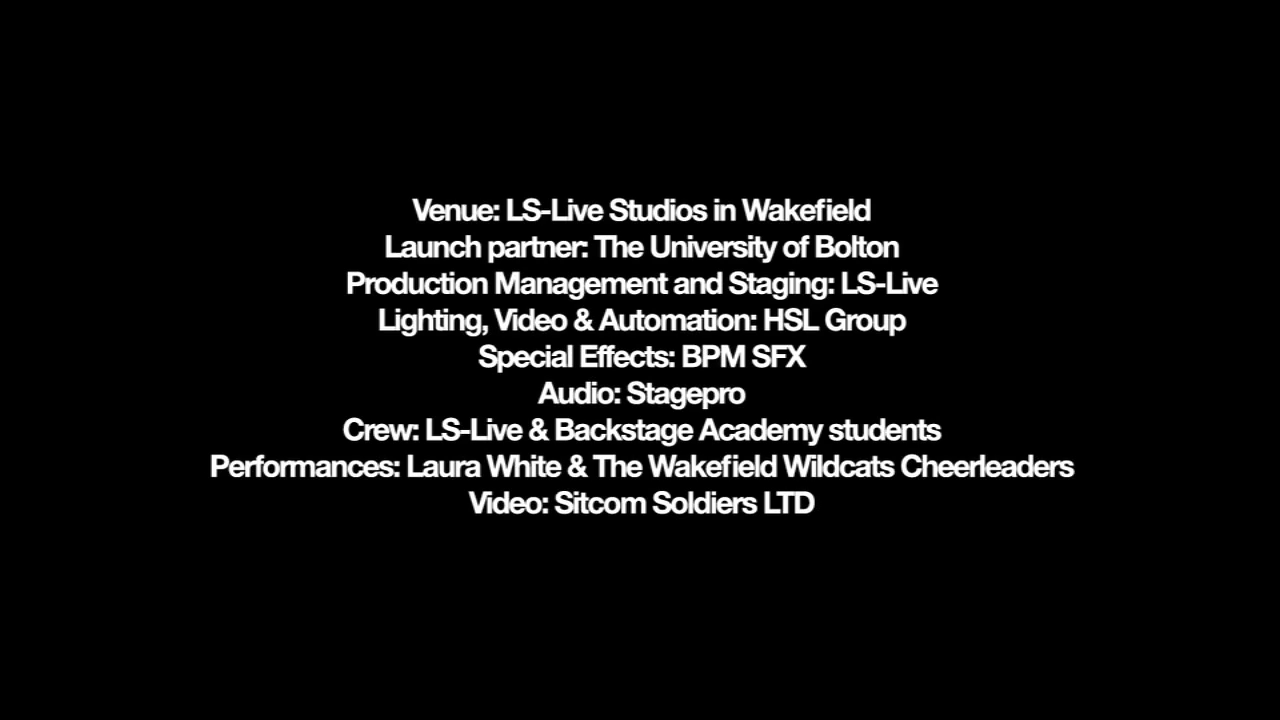 Venue: LS-Live Studios in Wakefield
Launch partner: The University of Bolton
Production Management and Staging: LS-Live
Lighting, Video & Automation: HSL Group
Special Effects: BPM SFX
Audio: Stagepro
Crew: LS-Live & Backstage Academy students
Performances: Laura White & The Wakefield Wildcats Cheerleaders
Video: Sitcom Soldiers LTD